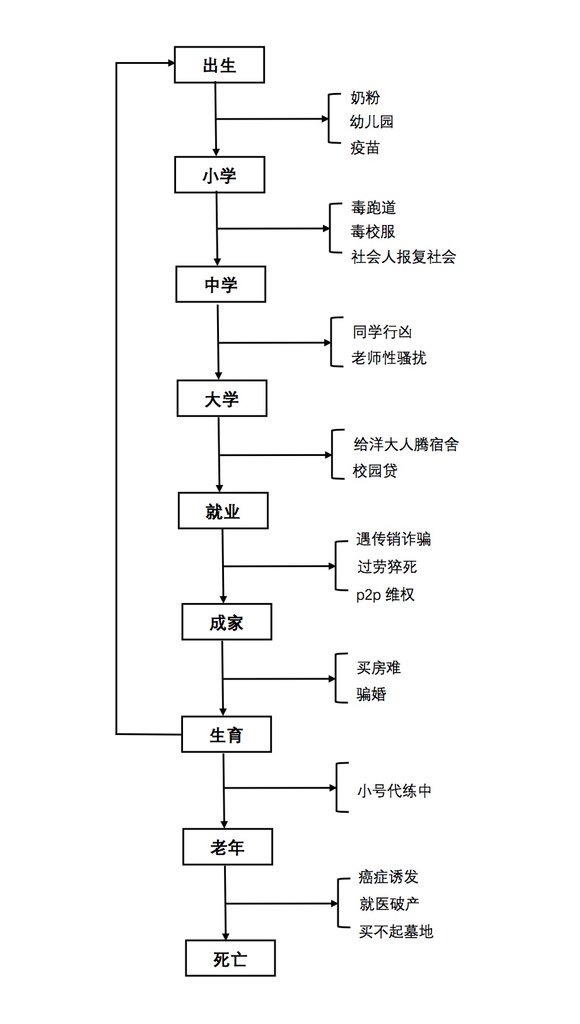 出生
奶粉
幼儿园
疫苗
小学
毒跑道
毒校服
社会人报复社会
中学
同学行凶
老师性骚扰
大学
给洋大人腾宿舍
校园贷
就业
遇传销诈骗
过劳猝死
p2p 维权
成家
买房难
骗婚
生育
小号代练中
老年
癌症诱发
就医破产
买不起墓地
死亡